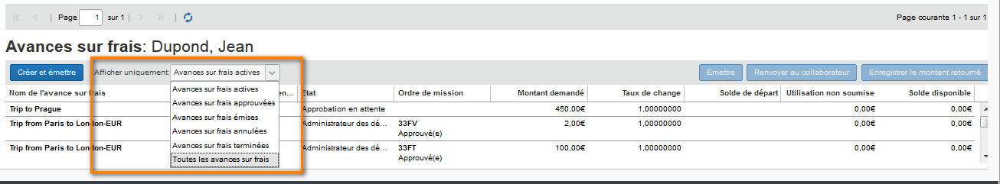 Page 1 sur 1
Page courante 1 - 1 sur 1
Avances sur frais: Dupond, Jean
Créer et émettre Afficher uniquement: Avances sur frais actives Emettre Renvoyer au collaborateur Enregistrer le montant retourné
Avances sur frais actives
Avances sur frais approuvées
Avances sur frais émises
Avances sur frais annulées
Avances sur frais terminées
Toutes les avances sur frais
Nom de l'avance sur frais en... Etat Ordre de mission Montant demandé Taux de change Solde de départ Utilisation non soumise Solde disponible
Trip to Prague Approbation en attente 450,00€ 1,00000000 0,00€ 0,00€
Trip from Paris to London-EUR Administrateur des dé... 33FV 2,00€ 1,00000000 0,00€ 0,00€
Approuvé(e)
Trip from Paris to London-EUR Administrateur des dé... 33FT 100,00€ 1,00000000 0,00€ 0,00€
Approuvé(e)